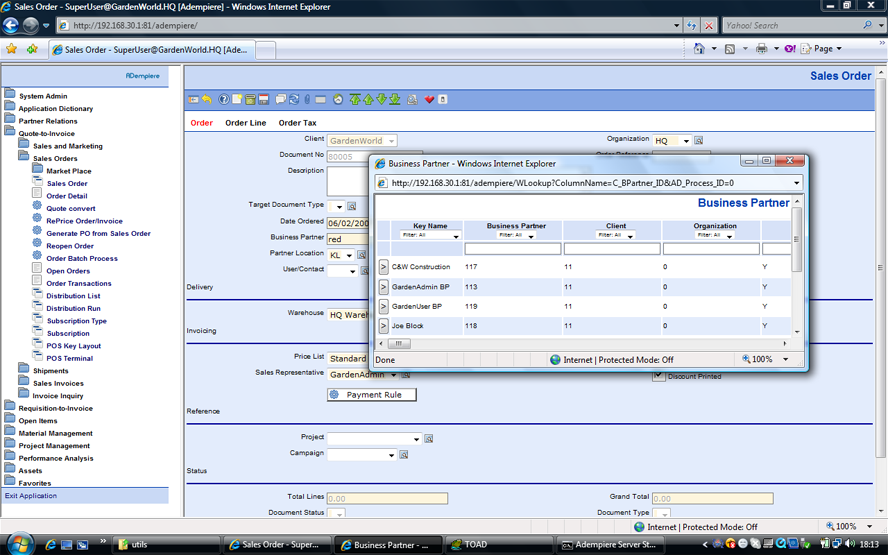 Sales Order - SuperUser@GardenWorld.HQ [Adempiere] - Windows Internet Explorer
http://192.168.30.1:81/adempiere/
Yahoo! Search
Sales Order - SuperUser@GardenWorld.HQ [Ade...
Page
ADempiere
System Admin
Application Dictionary
Partner Relations
Quote-to-Invoice
Sales and Marketing
Sales Orders
Market Place
Sales Order
Order Detail
Quote convert
RePrice Order/Invoice
Generate PO from Sales Order
Reopen Order
Order Batch Process
Open Orders
Order Transactions
Distribution List
Distribution Run
Subscription Type
Subscription
POS Key Layout
POS Terminal
Shipments
Sales Invoices
Invoice Inquiry
Requisition-to-Invoice
Open Items
Material Management
Project Management
Performance Analysis
Assets
Favorites
Exit Application
Sales Order
Order Order Line Order Tax
Client GardenWorld Organization HQ
Document No 80005
Description
Target Document Type
Date Ordered 06/02/200
Business Partner red
Partner Location KL
User/Contact
Delivery
Warehouse HQ Wareh
Invoicing
Price List Standard
Sales Representative GardenAdmin
Discount Printed
Payment Rule
Reference
Project
Campaign
Status
Total Lines 0.00 Grand Total 0.00
Document Status Document Type
Business Partner - Windows Internet Explorer
http://192.168.30.1:81/adempiere/WLookup?ColumnName=C_BPartner_ID&AD_Process_ID=0
Business Partner
Key Name Business Partner Client Organization
Filter: All Filter: All Filter: All Filter: All
> C&W Construction 117 11 0 Y
> GardenAdmin BP 113 11 0 Y
> GardenUser BP 119 11 0 Y
> Joe Block 118 11 0 Y
Done Internet | Protected Mode: Off 100%
Internet | Protected Mode: Off 100%
utils Sales Order - Super... Business Partner - ... TOAD Adempiere Server St... 18:13